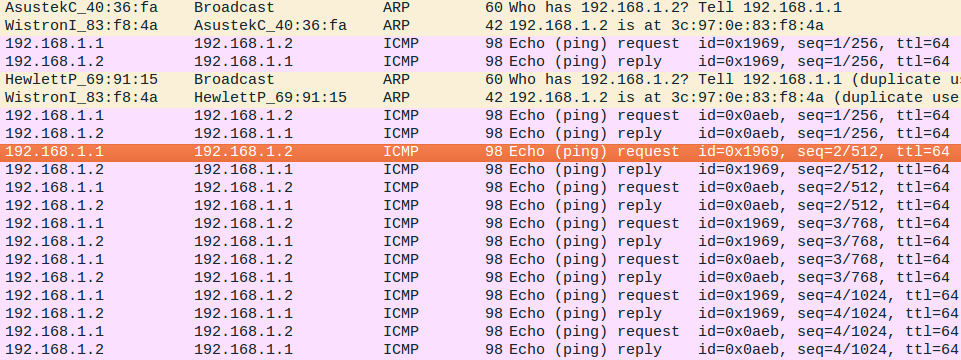 AsustekC_40:36:fa Broadcast ARP 60 Who has 192.168.1.2? Tell 192.168.1.1
WistronI_83:f8:4a AsustekC_40:36:fa ARP 42 192.168.1.2 is at 3c:97:0e:83:f8:4a
192.168.1.1 192.168.1.2 ICMP 98 Echo (ping) request id=0x1969, seq=1/256, ttl=64
192.168.1.2 192.168.1.1 ICMP 98 Echo (ping) reply id=0x1969, seq=1/256, ttl=64
HewlettP_69:91:15 Broadcast ARP 60 Who has 192.168.1.2? Tell 192.168.1.1 (duplicate u
WistronI_83:f8:4a HewlettP_69:91:15 ARP 42 192.168.1.2 is at 3c:97:0e:83:f8:4a (duplicate use
192.168.1.1 192.168.1.2 ICMP 98 Echo (ping) request id=0x0aeb, seq=1/256, ttl=64
192.168.1.2 192.168.1.1 ICMP 98 Echo (ping) reply id=0x0aeb, seq=1/256, ttl=64
192.168.1.1 192.168.1.2 ICMP 98 Echo (ping) request id=0x1969, seq=2/512, ttl=64
192.168.1.2 192.168.1.1 ICMP 98 Echo (ping) reply id=0x1969, seq=2/512, ttl=64
192.168.1.1 192.168.1.2 ICMP 98 Echo (ping) request id=0x0aeb, seq=2/512, ttl=64
192.168.1.2 192.168.1.1 ICMP 98 Echo (ping) reply id=0x0aeb, seq=2/512, ttl=64
192.168.1.1 192.168.1.2 ICMP 98 Echo (ping) request id=0x1969, seq=3/768, ttl=64
192.168.1.2 192.168.1.1 ICMP 98 Echo (ping) reply id=0x1969, seq=3/768, ttl=64
192.168.1.1 192.168.1.2 ICMP 98 Echo (ping) request id=0x0aeb, seq=3/768, ttl=64
192.168.1.2 192.168.1.1 ICMP 98 Echo (ping) reply id=0x0aeb, seq=3/768, ttl=64
192.168.1.1 192.168.1.2 ICMP 98 Echo (ping) request id=0x1969, seq=4/1024, ttl=64
192.168.1.2 192.168.1.1 ICMP 98 Echo (ping) reply id=0x1969, seq=4/1024, ttl=64
192.168.1.1 192.168.1.2 ICMP 98 Echo (ping) request id=0x0aeb, seq=4/1024, ttl=64
192.168.1.2 192.168.1.1 ICMP 98 Echo (ping) reply id=0x0aeb, seq=4/1024, ttl=64